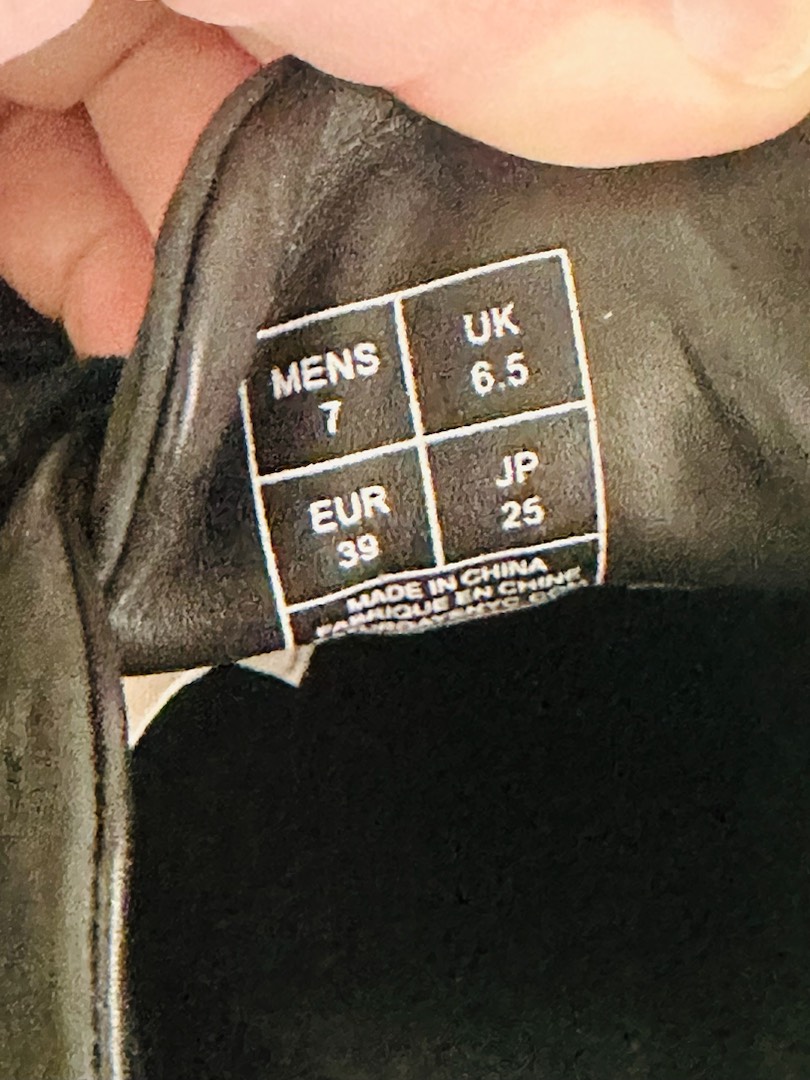 MENS
7
UK
6.5
EUR
39
JP
25
MADE IN CHINA
FABRIQUE EN CHINE